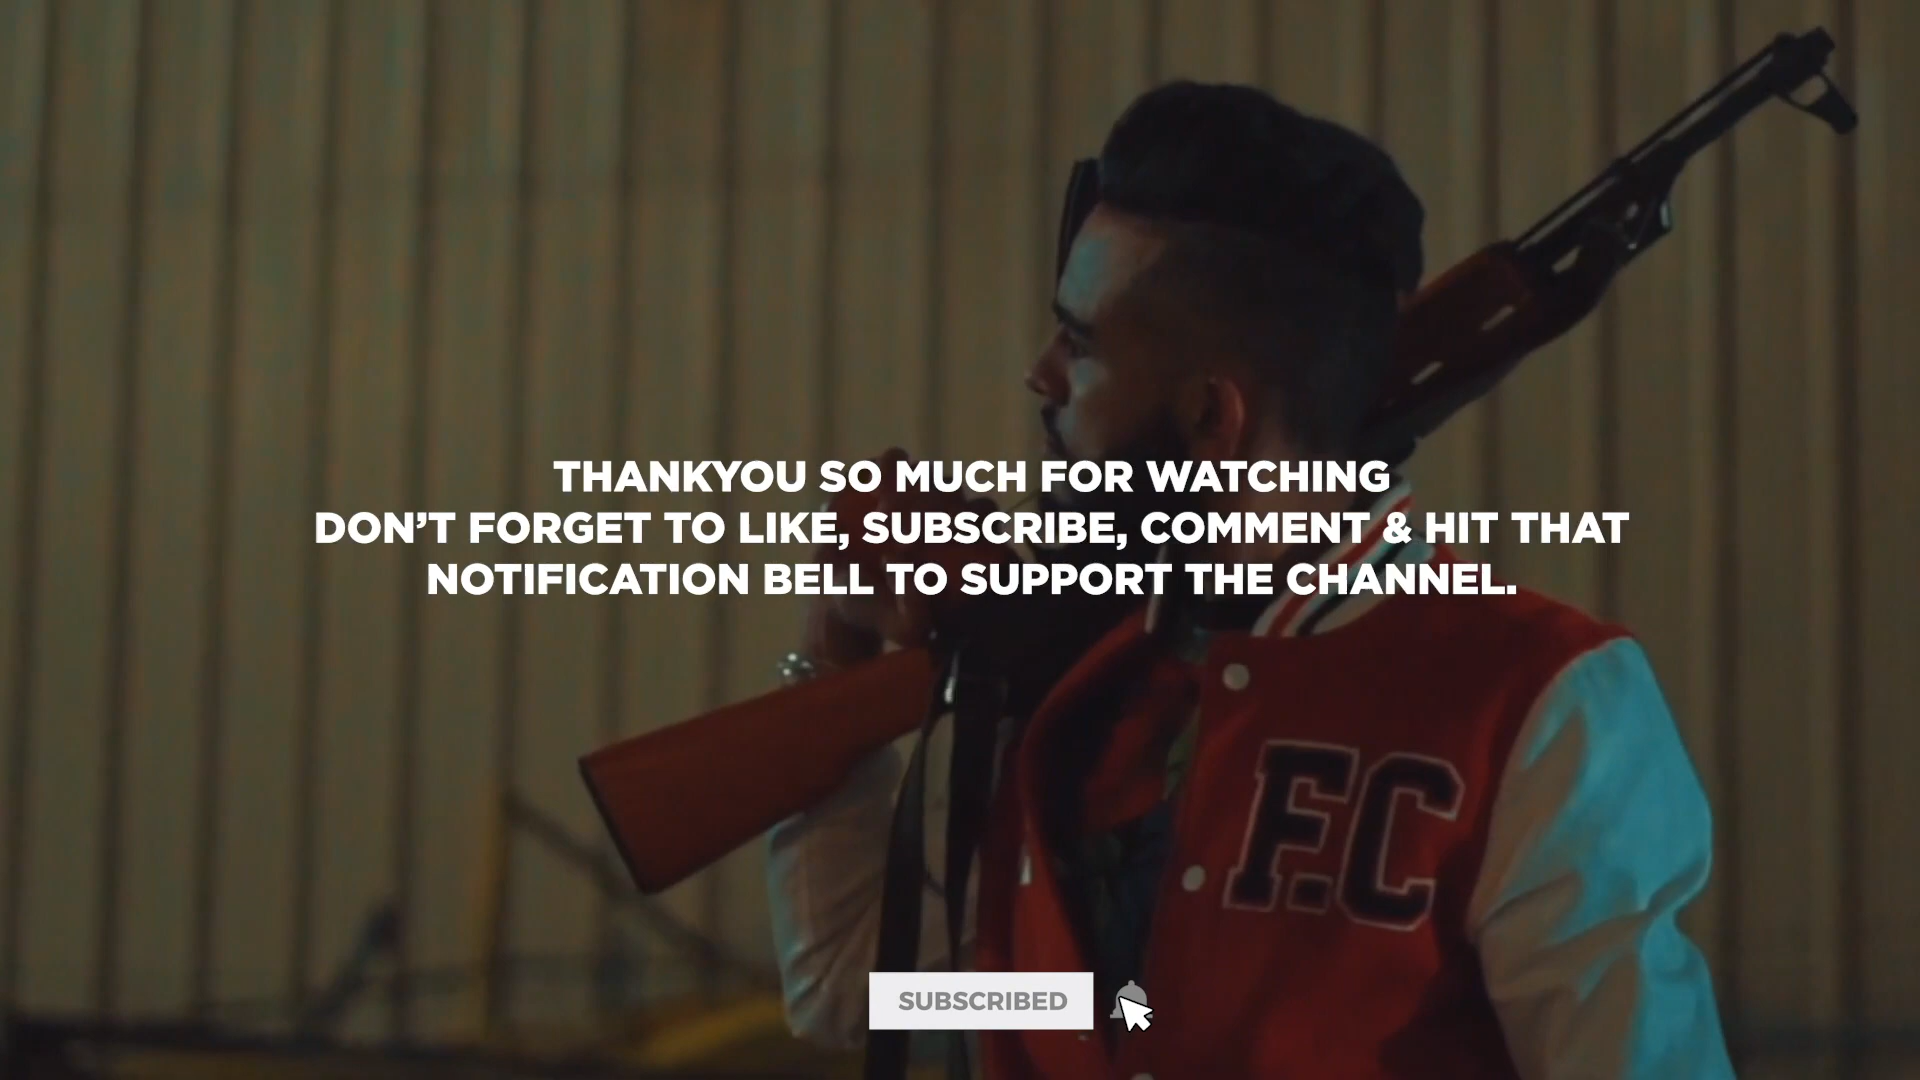 THANKYOU SO MUCH FOR WATCHING
DON’T FORGET TO LIKE, SUBSCRIBE, COMMENT & HIT THAT
NOTIFICATION BELL TO SUPPORT THE CHANNEL.
F.C
SUBSCRIBED